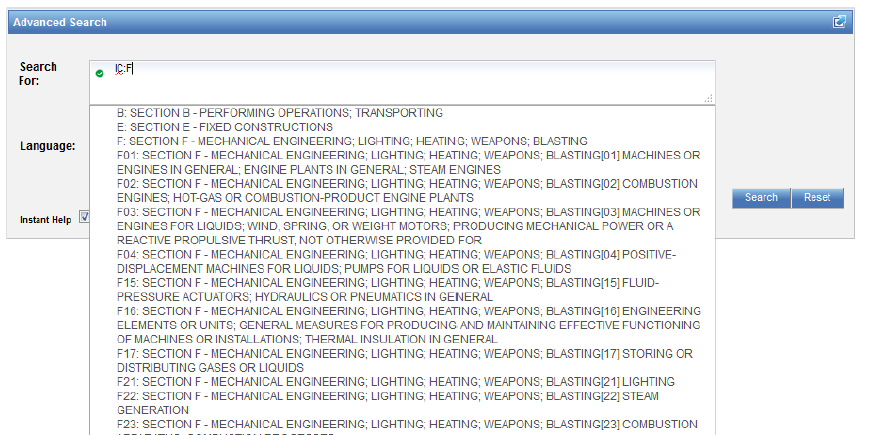 Advanced Search
Search
For:
IC:F
B: SECTION B - PERFORMING OPERATIONS; TRANSPORTING
E: SECTION E - FIXED CONSTRUCTIONS
F: SECTION F - MECHANICAL ENGINEERING; LIGHTING; HEATING; WEAPONS; BLASTING
F01: SECTION F - MECHANICAL ENGINEERING; LIGHTING; HEATING; WEAPONS; BLASTING[01] MACHINES OR
ENGINES IN GENERAL; ENGINE PLANTS IN GENERAL; STEAM ENGINES
F02: SECTION F - MECHANICAL ENGINEERING; LIGHTING; HEATING; WEAPONS; BLASTING[02] COMBUSTION
ENGINES; HOT-GAS OR COMBUSTION-PRODUCT ENGINE PLANTS
F03: SECTION F - MECHANICAL ENGINEERING; LIGHTING; HEATING; WEAPONS; BLASTING[03] MACHINES OR
ENGINES FOR LIQUIDS; WIND, SPRING, OR WEIGHT MOTORS; PRODUCING MECHANICAL POWER OR A
REACTIVE PROPULSIVE THRUST, NOT OTHERWISE PROVIDED FOR
F04: SECTION F - MECHANICAL ENGINEERING; LIGHTING; HEATING; WEAPONS; BLASTING[04] POSITIVE-
DISPLACEMENT MACHINES FOR LIQUIDS; PUMPS FOR LIQUIDS OR ELASTIC FLUIDS
F15: SECTION F - MECHANICAL ENGINEERING; LIGHTING; HEATING; WEAPONS; BLASTING[15] FLUID-
PRESSURE ACTUATORS; HYDRAULICS OR PNEUMATICS IN GENERAL
F16: SECTION F - MECHANICAL ENGINEERING; LIGHTING; HEATING; WEAPONS; BLASTING[16] ENGINEERING
ELEMENTS OR UNITS; GENERAL MEASURES FOR PRODUCING AND MAINTAINING EFFECTIVE FUNCTIONING
OF MACHINES OR INSTALLATIONS; THERMAL INSULATION IN GENERAL
F17: SECTION F - MECHANICAL ENGINEERING; LIGHTING; HEATING; WEAPONS; BLASTING[17] STORING OR
DISTRIBUTING GASES OR LIQUIDS
F21: SECTION F - MECHANICAL ENGINEERING; LIGHTING; HEATING; WEAPONS; BLASTING[21] LIGHTING
F22: SECTION F - MECHANICAL ENGINEERING; LIGHTING; HEATING; WEAPONS; BLASTING[22] STEAM
GENERATION
F23: SECTION F - MECHANICAL ENGINEERING; LIGHTING; HEATING; WEAPONS; BLASTING[23] COMBUSTION
Language:
Search Reset
Instant Help